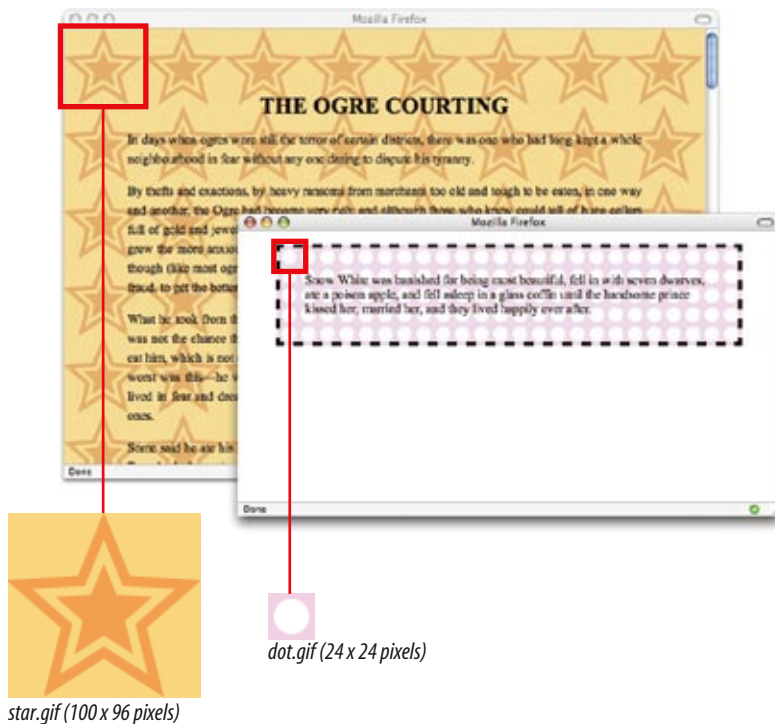 Mozilla Firefox
THE OGRE COURTING
In days when ogres were still the terror of certain districts, there was one who had long kept a whole
neighbourhood in fear without any one daring to dispute his tyranny.
By thefts and exactions, by heavy ransoms from merchants too old and tough to be eaten, in one way
and another, the Ogre had become very rich; and although those who knew could tell of huge cellars
full of gold and jewel
grew the more anxiou
though (like most ogr
fraud, to get the better
What he took from th
was not the chance th
eat him, which is not
worst was this—he w
lived in fear and
ones.
Some said he ate his
Done
Mozilla Firefox
Snow White was banished for being most beautiful, fell in with seven dwarves,
ate a poison apple, and fell asleep in a glass coffin until the handsome prince
kissed her, married her, and they lived happily ever after.
Done
dot.gif (24 x 24 pixels)
star.gif (100 x 96 pixels)